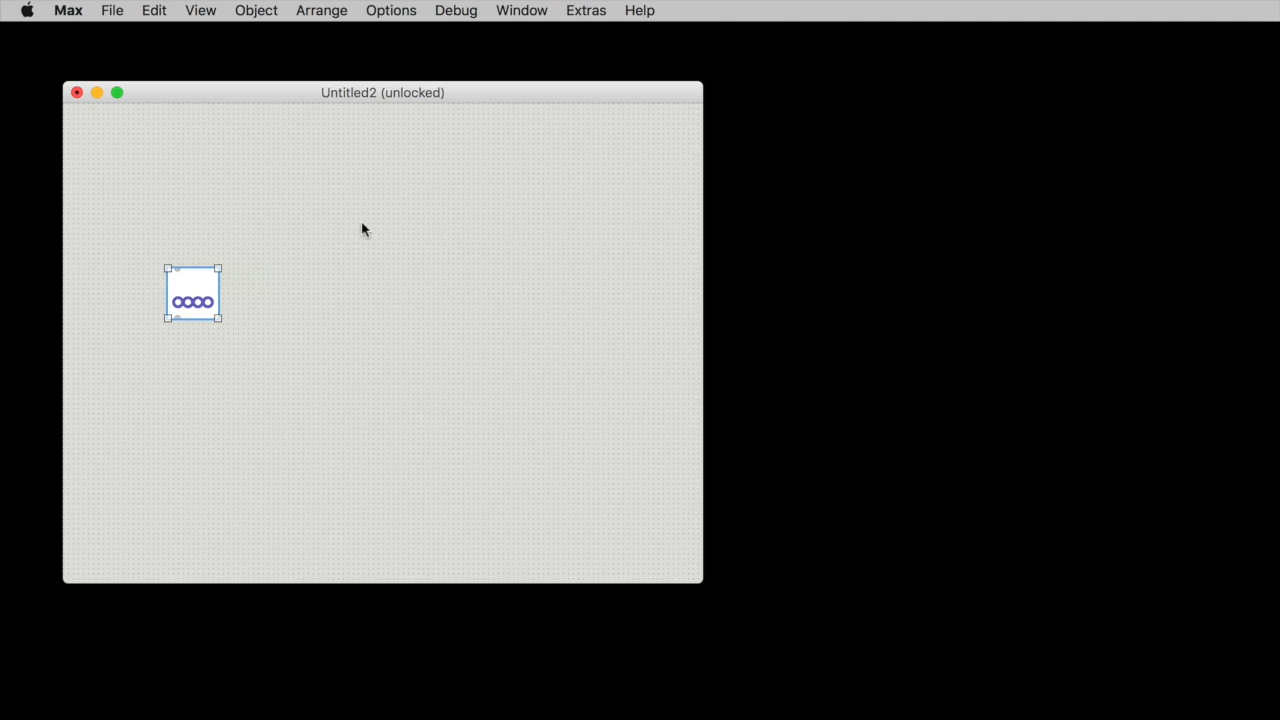 Max File Edit View Object Arrange Options Debug Window Extras Help
Untitled2 (unlocked)